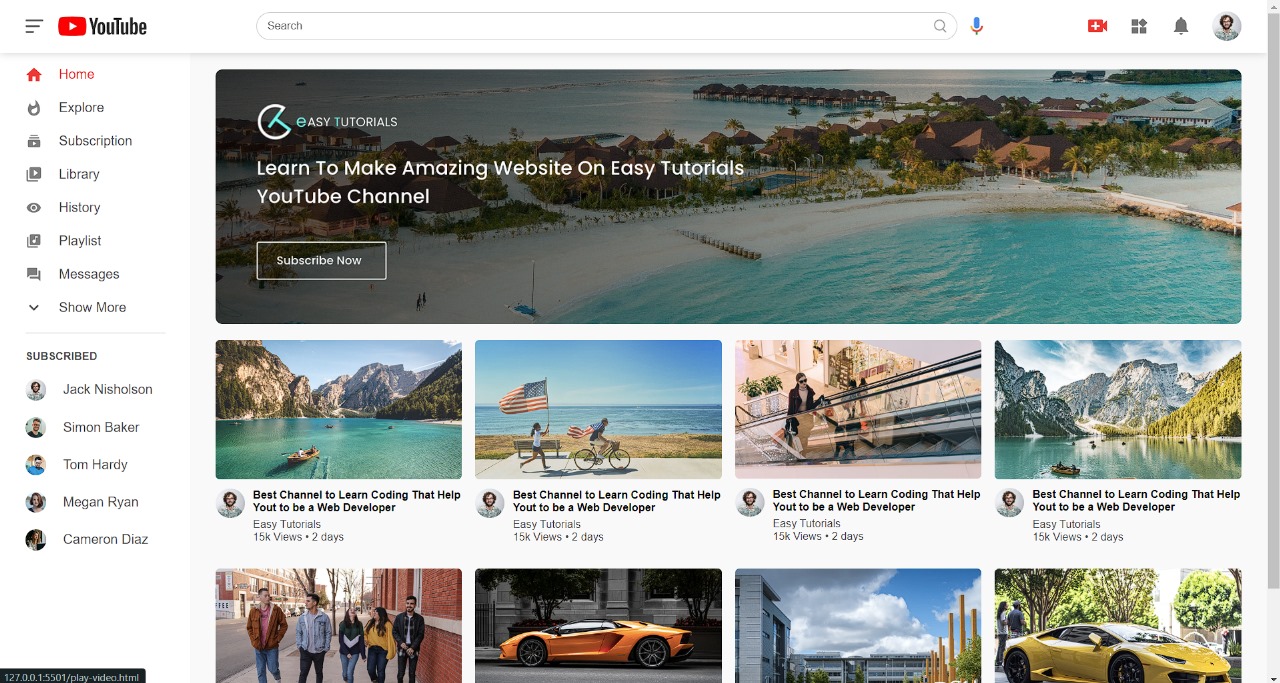 YouTube
Search
Home
Explore
Subscription
Library
History
Playlist
Messages
Show More
SUBSCRIBED
Jack Nisholson
Simon Baker
Tom Hardy
Megan Ryan
Cameron Diaz
eASY TUTORIALS
Learn To Make Amazing Website On Easy Tutorials
YouTube Channel
Subscribe Now
Best Channel to Learn Coding That Help
Yout to be a Web Developer
Easy Tutorials
15k Views • 2 days
Best Channel to Learn Coding That Help
Yout to be a Web Developer
Easy Tutorials
15k Views • 2 days
Best Channel to Learn Coding That Help
Yout to be a Web Developer
Easy Tutorials
15k Views • 2 days
Best Channel to Learn Coding That Help
Yout to be a Web Developer
Easy Tutorials
15k Views • 2 days
127.0.0.1:5501/play-video.html